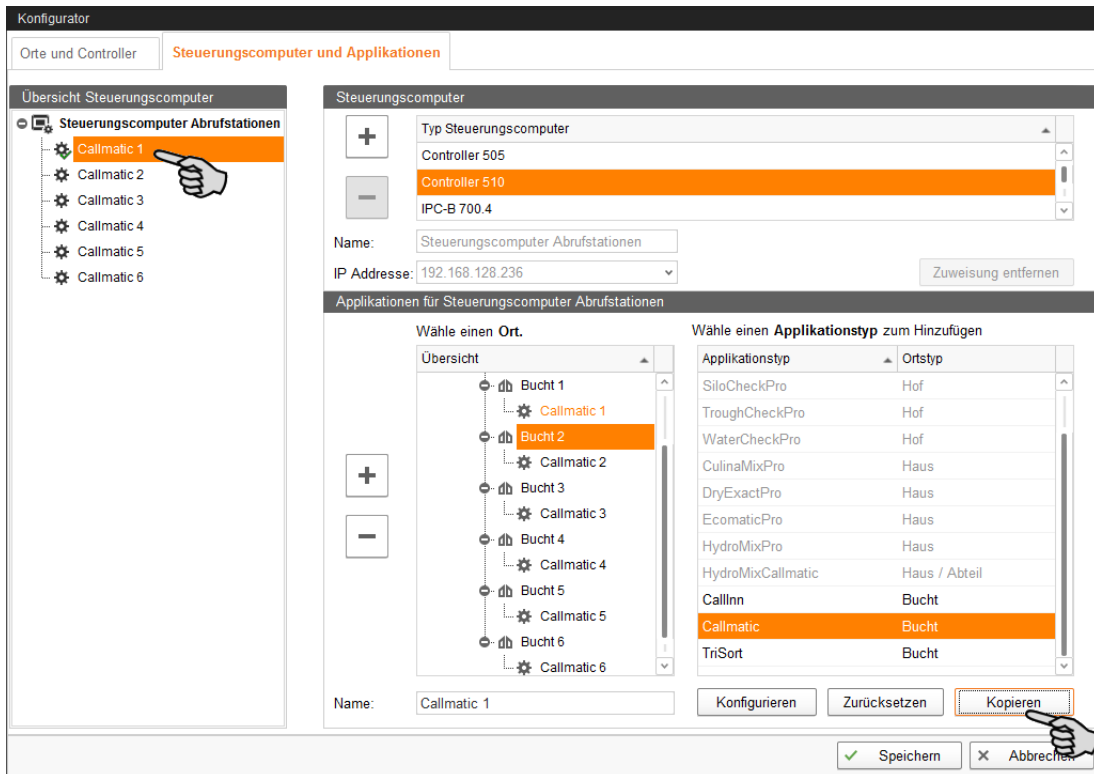 Konfigurator
Orte und Controller
Steuerungscomputer und Applikationen
Übersicht Steuerungscomputer
Steuerungscomputer Abrufstationen
Callmatic 1
Callmatic 2
Callmatic 3
Callmatic 4
Callmatic 5
Callmatic 6
Steuerungscomputer
Typ Steuerungscomputer
Controller 505
Controller 510
IPC-B 700.4
Name: Steuerungscomputer Abrufstationen
IP Addresse: 192.168.128.236
Zuweisung entfernen
Applikationen für Steuerungscomputer Abrufstationen
Wähle einen Ort.
Übersicht
Bucht 1
Callmatic 1
Bucht 2
Callmatic 2
Bucht 3
Callmatic 3
Bucht 4
Callmatic 4
Bucht 5
Callmatic 5
Bucht 6
Callmatic 6
Wähle einen Applikationstyp zum Hinzufügen
Applikationstyp Ortstyp
SiloCheckPro Hof
TroughCheckPro Hof
WaterCheckPro Hof
CulinaMixPro Haus
DryExactPro Haus
EcomaticPro Haus
HydroMixPro Haus
HydroMixCallmatic Haus / Abteil
CallInn Bucht
Callmatic Bucht
TriSort Bucht
Name: Callmatic 1
Konfigurieren
Zurücksetzen
Kopieren
Speichern
Abbrechen